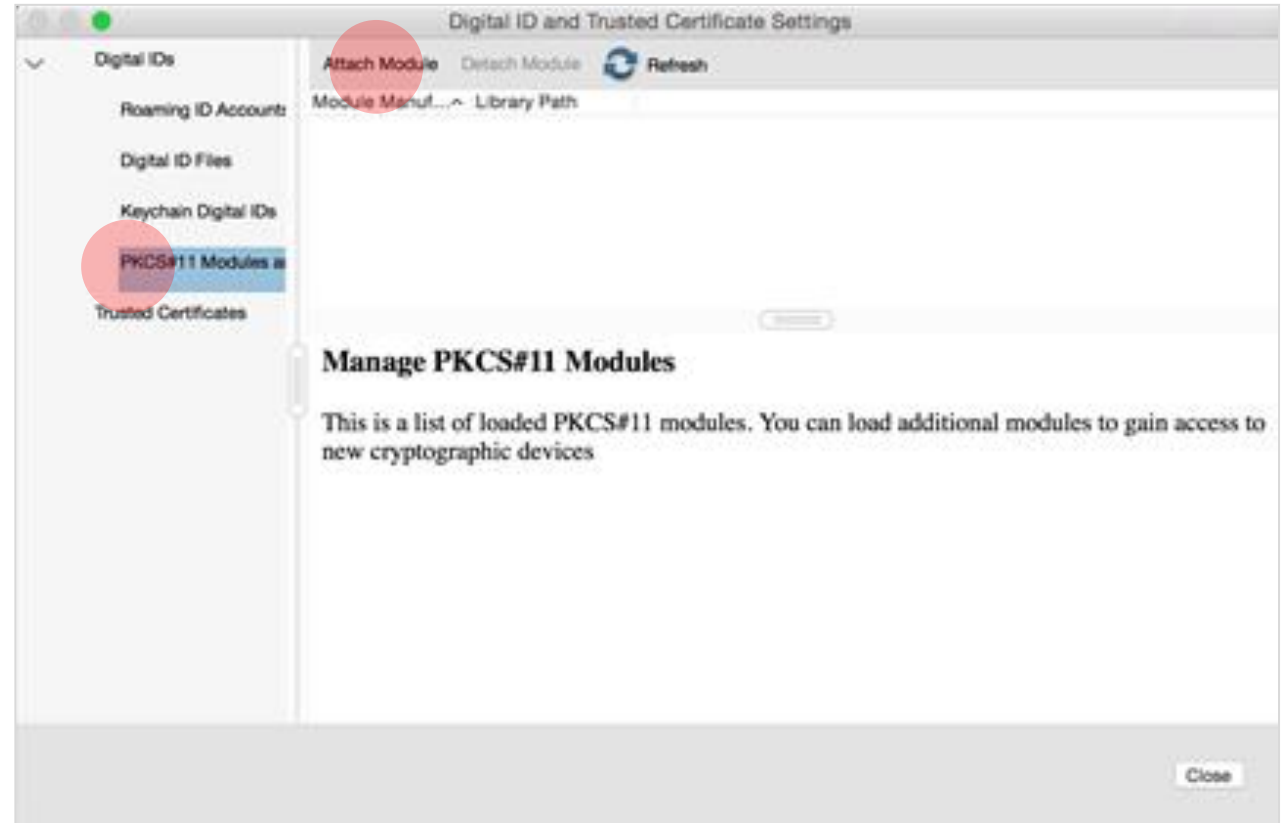 Digital ID and Trusted Certificate Settings
Digital IDs
Roaming ID Accounts
Digital ID Files
Keychain Digital IDs
PKCS#11 Modules a
Trusted Certificates
Attach Module Detach Module Refresh
Module Manuf... Library Path
Manage PKCS#11 Modules
This is a list of loaded PKCS#11 modules. You can load additional modules to gain access to
new cryptographic devices
Close